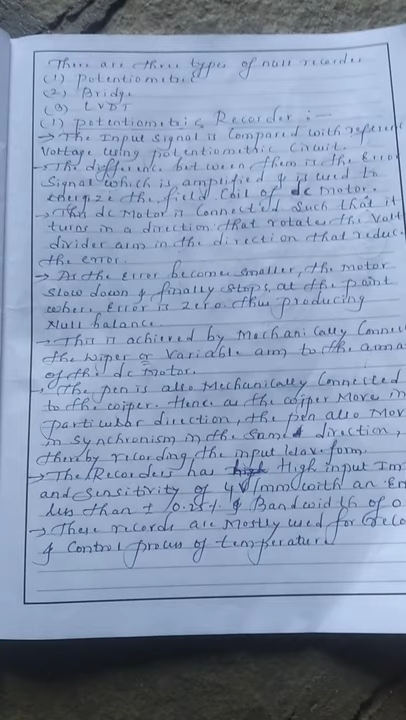 There are three types of null recorder
(1) potentiometric
(2) Bridge
(3) LVDT
(1) potentiometric Recorder :-
→ The Input signal is Compared with referen
Voltage using potentiometric Circuit.
→ The difference between them is the Error
Signal which is amplified & is used to
energize the field Coil of dc motor.
→ This dc Motor is Connected such that it
turns in a direction that rotates the Volt
divider arm in the direction that reduc
the error.
→ As the Error become smaller, the motor
slow down & finally stops, at the point
where Error is zero. thus producing
Null balance.
→ This is achieved by Mechanically Connec
the wiper or Variable arm to the arma
of the dc motor.
→ The pen is also Mechanically Connected
to the wiper. Hence as the wiper Move in
particular direction, the pen also Mov
in synchronism in the Same direction,
thereby recording the input Wave form.
→ The Recorders has High input Im
and Sensitivity of 4V/mm with an Er
less than ± 0.25% & Bandwidth of 0
→ These records are Mostly used for reco
& Control process of temperature.